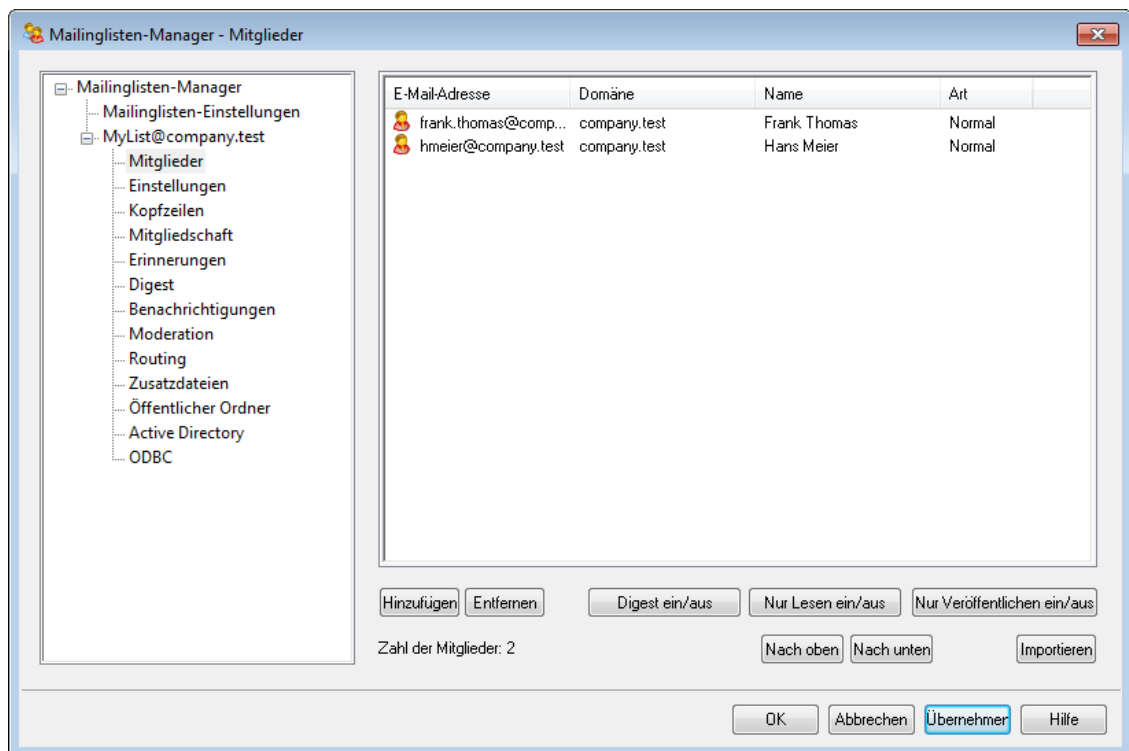 Mailinglisten-Manager - Mitglieder
Mailinglisten-Manager
Mailinglisten-Einstellungen
MyList@company.test
Mitglieder
Einstellungen
Kopfzeilen
Mitgliedschaft
Erinnerungen
Digest
Benachrichtigungen
Moderation
Routing
Zusatzdateien
Öffentlicher Ordner
Active Directory
ODBC
E-Mail-Adresse Domäne Name Art
frank.thomas@comp... company.test Frank Thomas Normal
hmeier@company.test company.test Hans Meier Normal
Hinzufügen Entfernen Digest ein/aus Nur Lesen ein/aus Nur Veröffentlichen ein/aus
Zahl der Mitglieder: 2 Nach oben Nach unten Importieren
OK Abbrechen Übernehmen Hilfe